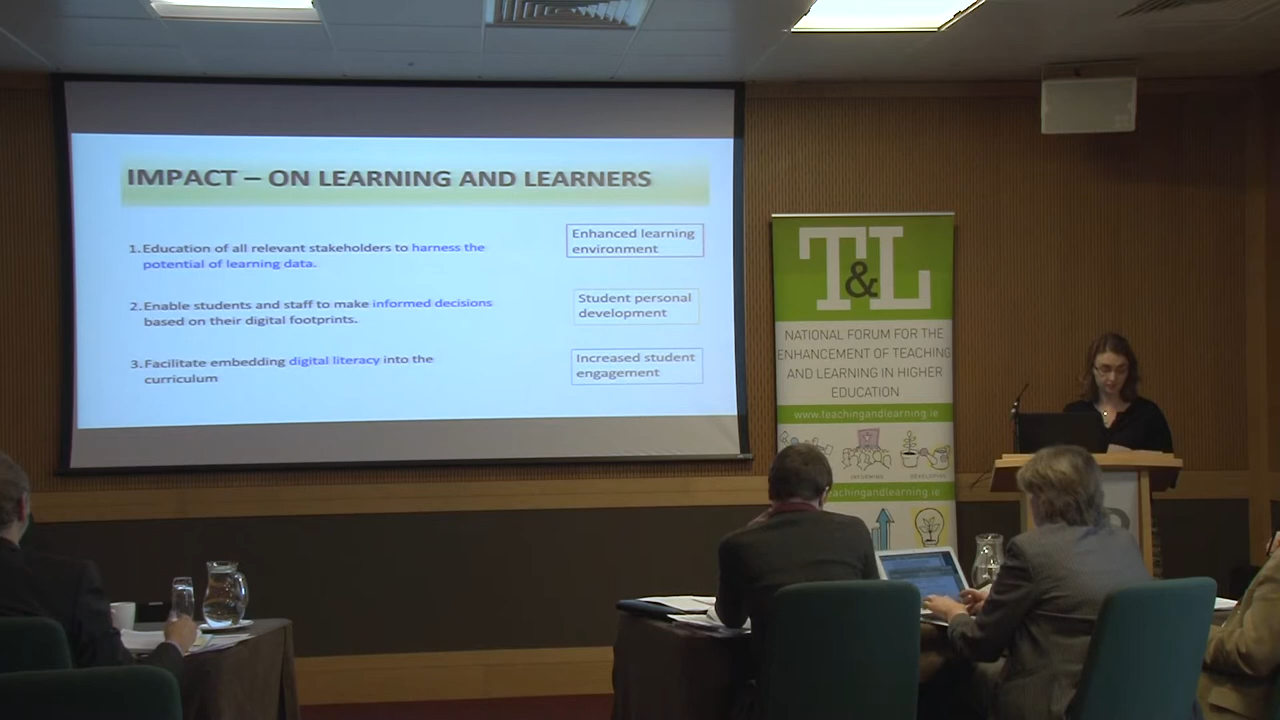 IMPACT – ON LEARNING AND LEARNERS
1. Education of all relevant stakeholders to harness the
potential of learning data.
Enhanced learning
environment
2. Enable students and staff to make informed decisions
based on their digital footprints.
Student personal
development
3. Facilitate embedding digital literacy into the
curriculum
Increased student
engagement
T&L
NATIONAL FORUM FOR THE
ENHANCEMENT OF TEACHING
AND LEARNING IN HIGHER
EDUCATION
www.teachingandlearning.ie
INFORMING DEVELOPING
eachingandlearning.ie